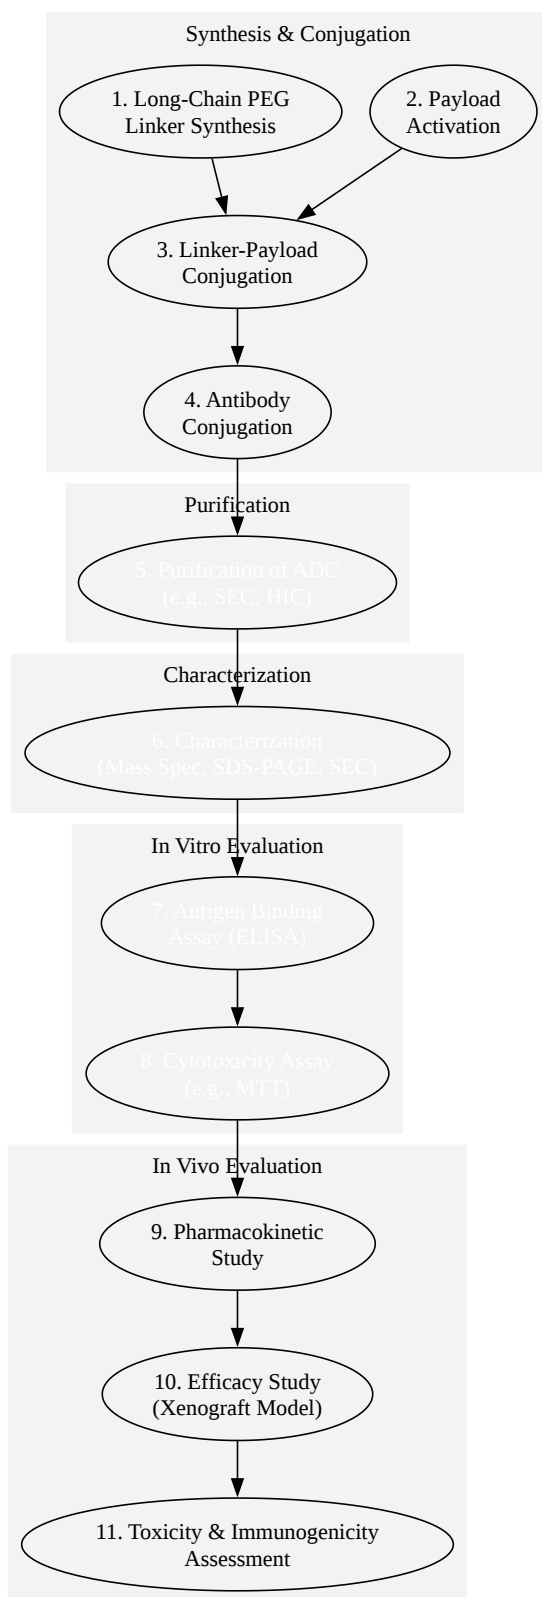 Synthesis & Conjugation
1. Long-Chain PEG
Linker Synthesis
2. Payload
Activation
3. Linker-Payload
Conjugation
4. Antibody
Conjugation
Purification
5. Purification of ADC
(e.g., SEC, HIC)
Characterization
6. Characterization
(Mass Spec, SDS-PAGE, SEC)
In Vitro Evaluation
7. Antigen Binding
Assay (ELISA)
8. Cytotoxicity Assay
(e.g., MTT)
In Vivo Evaluation
9. Pharmacokinetic
Study
10. Efficacy Study
(Xenograft Model)
11. Toxicity & Immunogenicity
Assessment